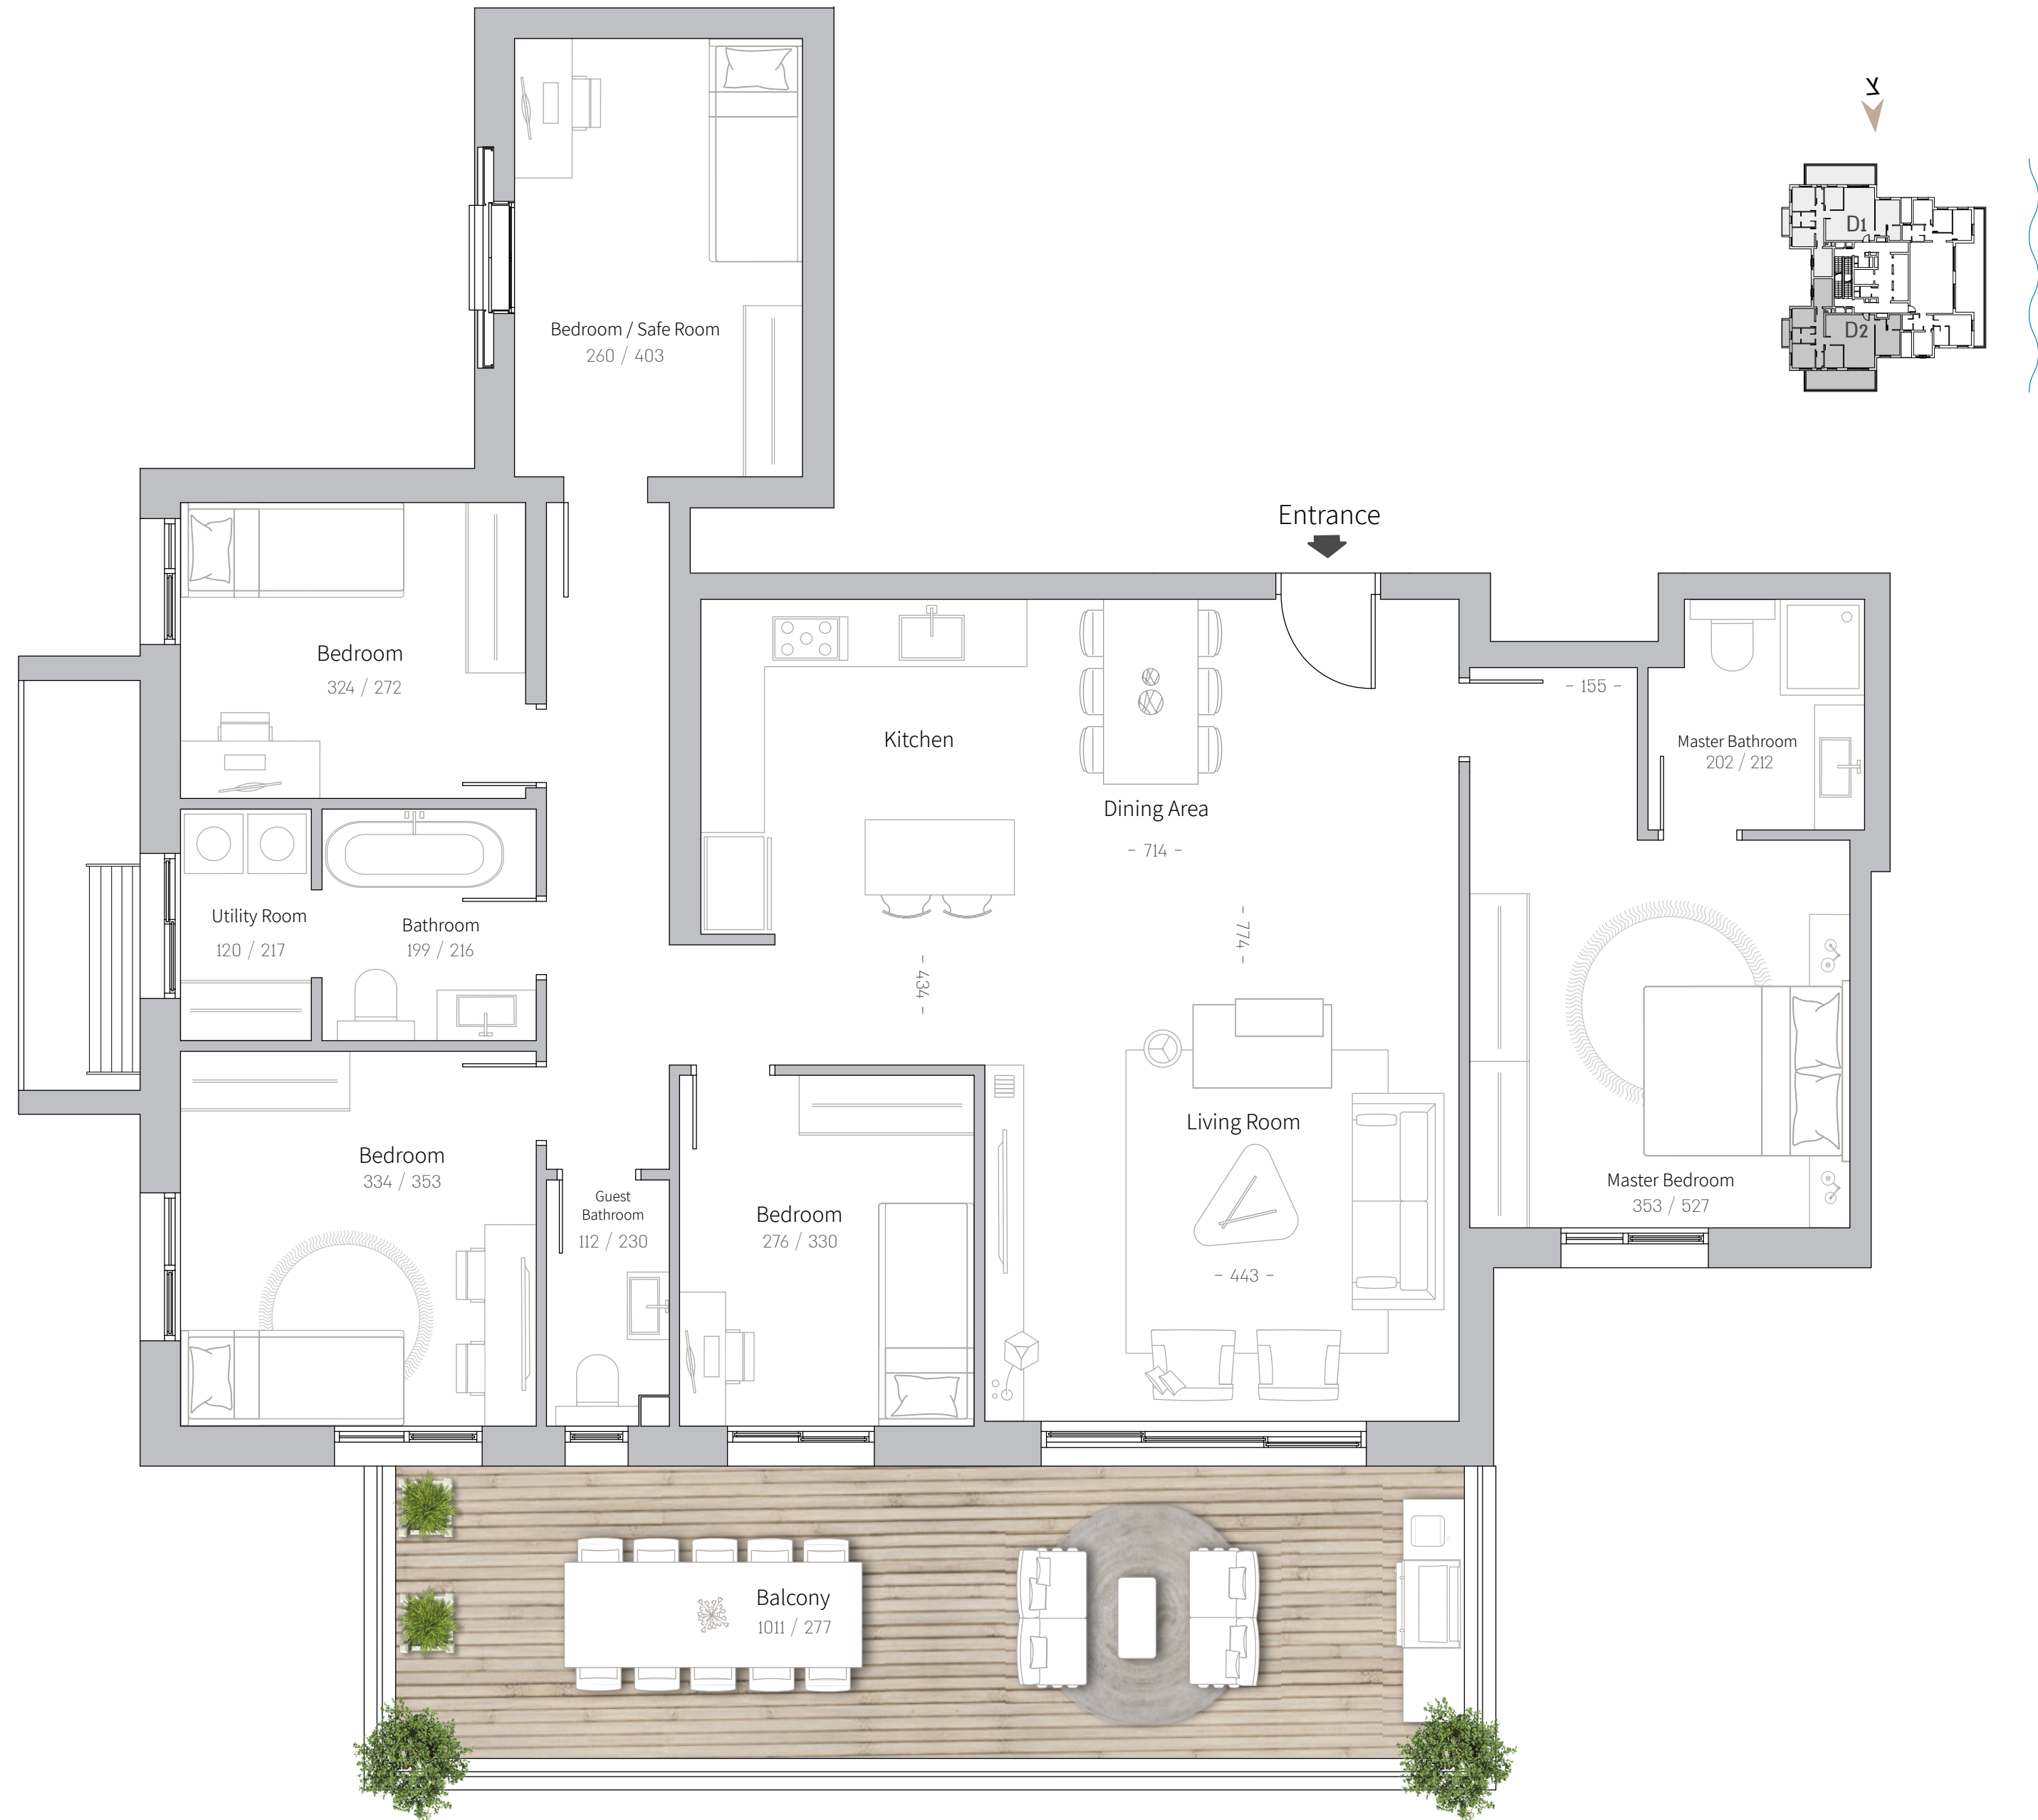 צ
D1
D2
Bedroom / Safe Room
260 / 403
Entrance
Bedroom
324 / 272
- 155 -
Kitchen
Master Bathroom
202 / 212
Dining Area
- 714 -
Utility Room
120 / 217
Bathroom
199 / 216
- 434 -
- 774 -
Living Room
- 443 -
Bedroom
334 / 353
Guest
Bathroom
112 / 230
Bedroom
276 / 330
Master Bedroom
353 / 527
Balcony
1011 / 277